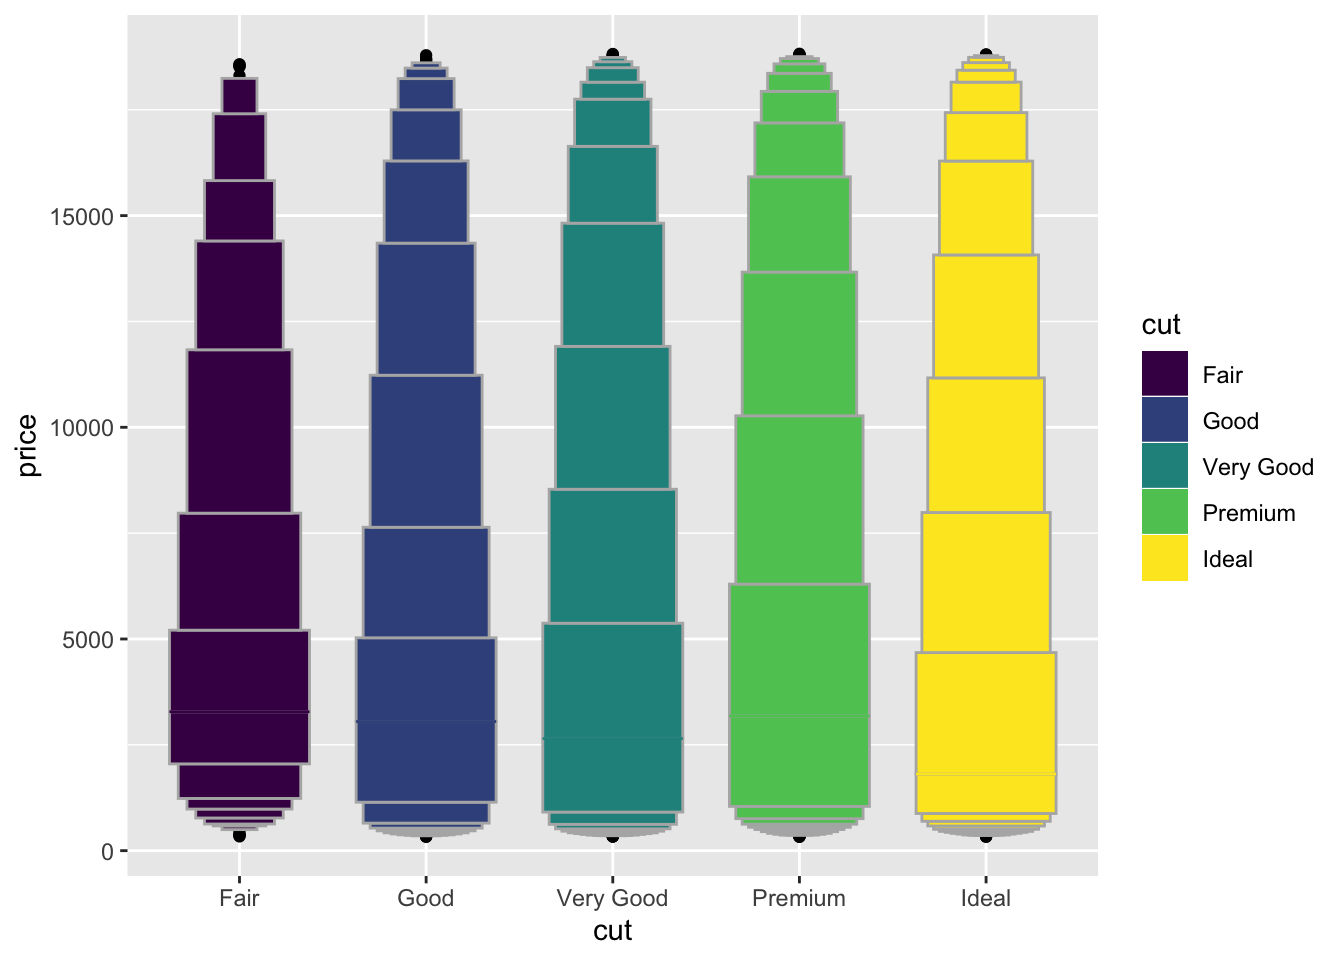 price
15000
10000
5000
0
Fair
Good
Very Good
Premium
Ideal
cut
cut
Fair
Good
Very Good
Premium
Ideal